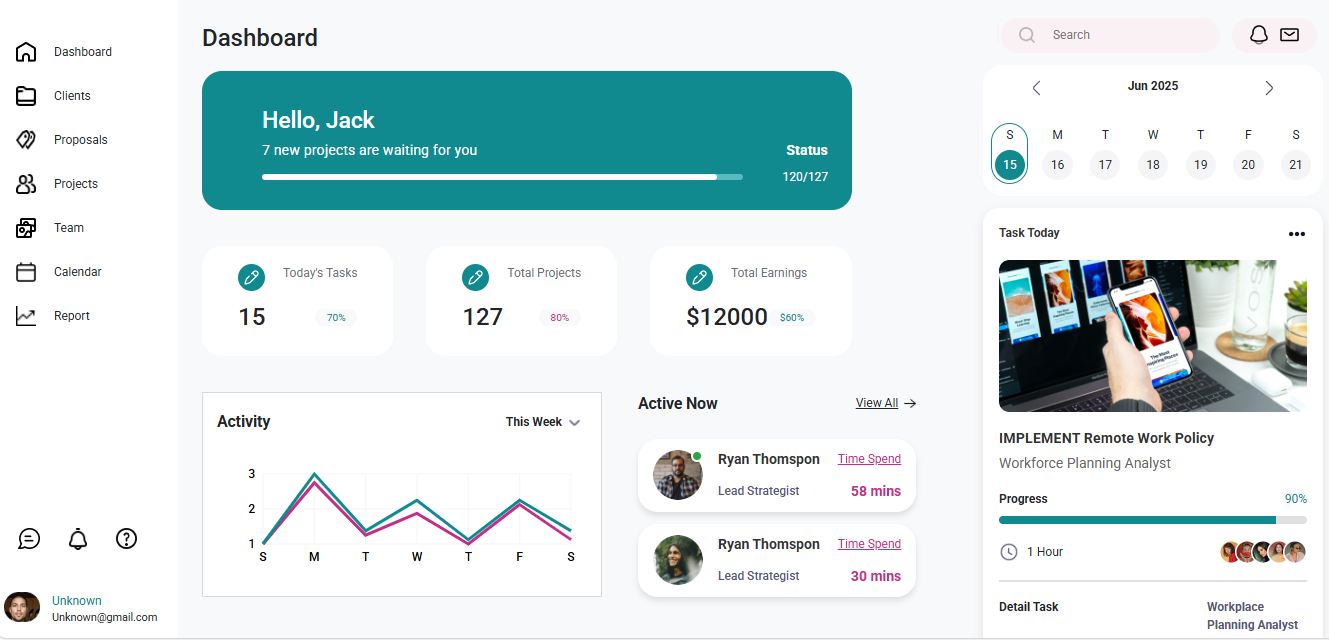 Dashboard
Clients
Proposals
Projects
Team
Calendar
Report
Unknown
Unknown@gmail.com
Dashboard
Hello, Jack
7 new projects are waiting for you
Status
120/127
Today's Tasks
15
70%
Total Projects
127
80%
Total Earnings
$12000
$60%
Activity
This Week
3
2
1
S M T W T F S
Active Now
View All
Ryan Thomspon
Time Spend
Lead Strategist
58 mins
Ryan Thomspon
Time Spend
Lead Strategist
30 mins
Search
Jun 2025
S M T W T F S
15 16 17 18 19 20 21
Task Today
IMPLEMENT Remote Work Policy
Workforce Planning Analyst
Progress
90%
1 Hour
Detail Task
Workplace
Planning Analyst